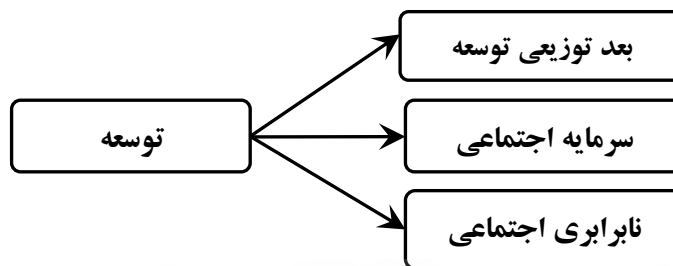 بعد توزیعی توسعه
توسعه
سرمایه اجتماعی
نابرابری اجتماعی